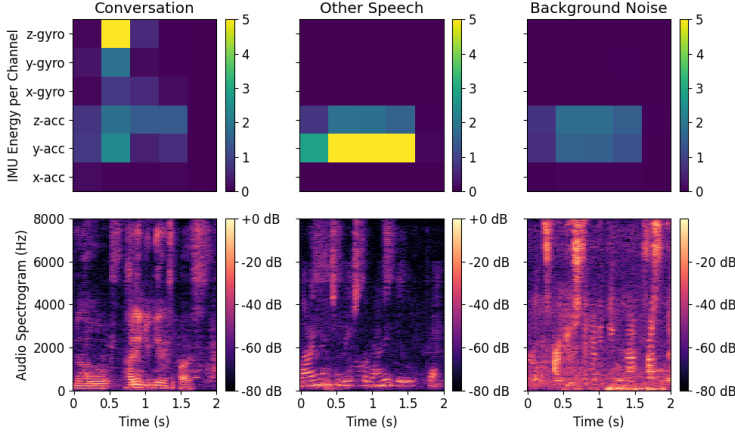 Conversation
Other Speech
Background Noise
IMU Energy per Channel
z-gyro
y-gyro
x-gyro
z-acc
y-acc
x-acc
5
4
3
2
1
0
5
4
3
2
1
0
5
4
3
2
1
0
Audio Spectrogram (Hz)
8000
6000
4000
2000
0
+0 dB
-20 dB
-40 dB
-60 dB
-80 dB
+0 dB
-20 dB
-40 dB
-60 dB
-80 dB
-20 dB
-40 dB
-60 dB
-80 dB
0 0.5 1 1.5 2
0 0.5 1 1.5 2
0 0.5 1 1.5 2
Time (s)
Time (s)
Time (s)